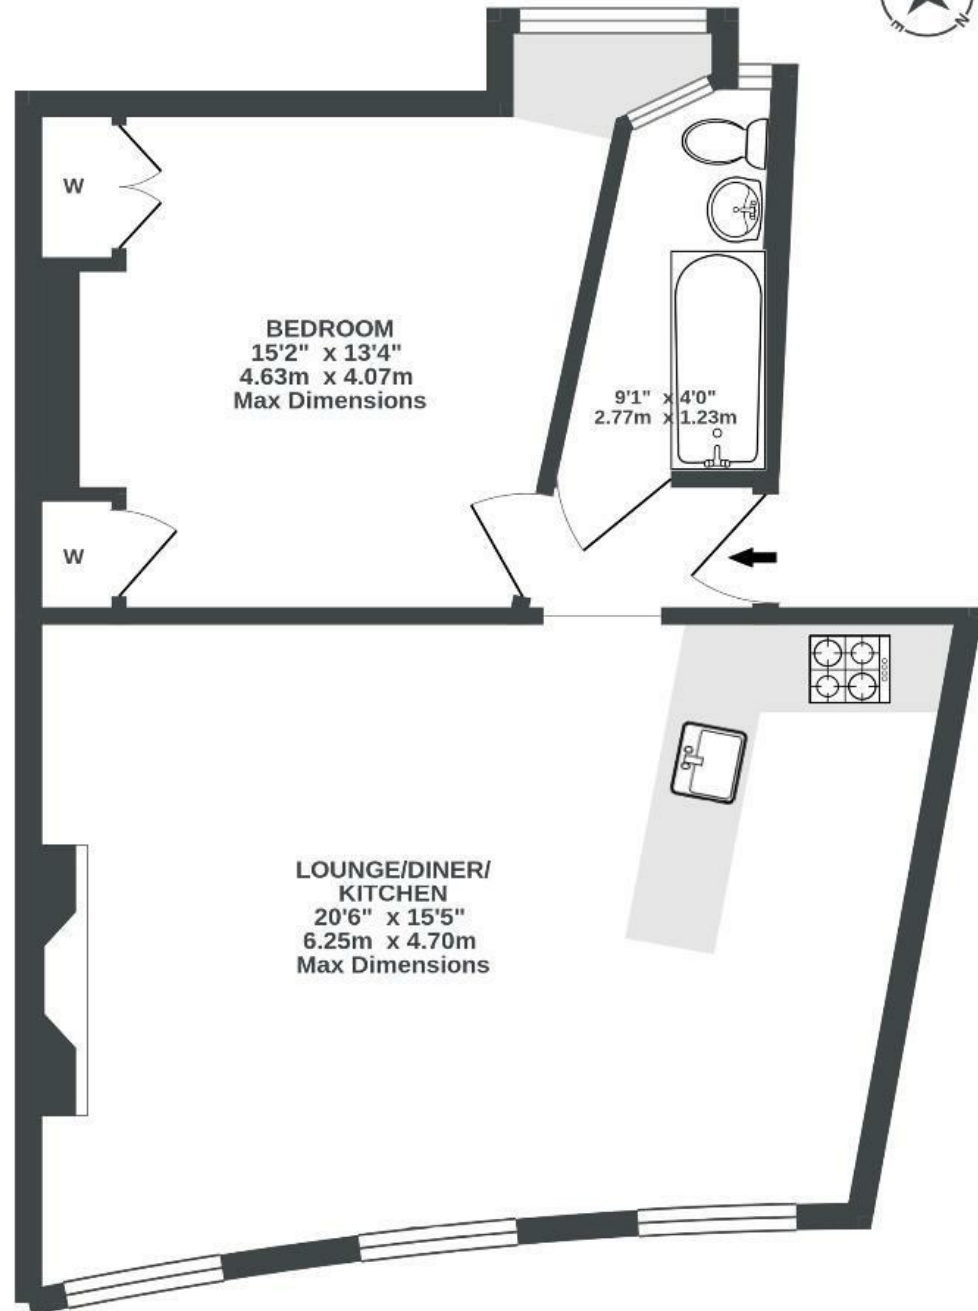 E
N
W
BEDROOM
15'2" x 13'4"
4.63m x 4.07m
Max Dimensions
9'1" x 4'0"
2.77m x 1.23m
W
LOUNGE/DINER/
KITCHEN
20'6" x 15'5"
6.25m x 4.70m
Max Dimensions